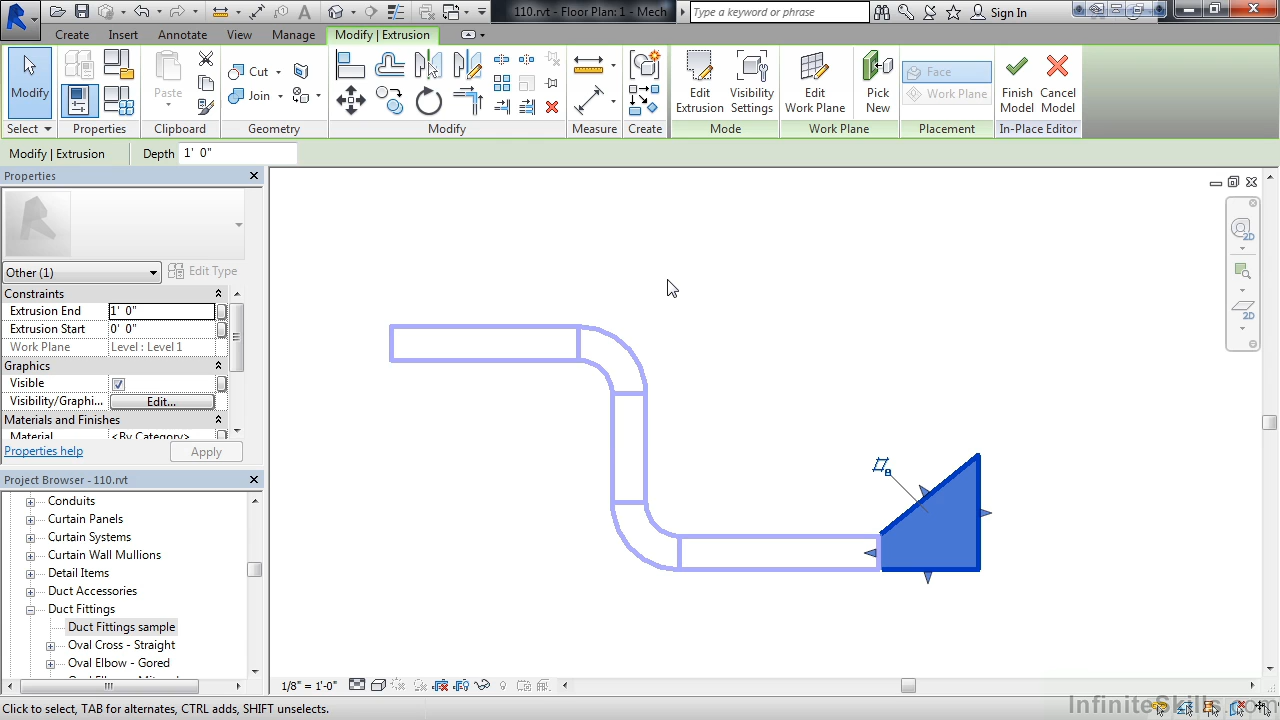 110.rvt - Floor Plan: 1 - Mech
Type a keyword or phrase
Sign In
Create Insert Annotate View Manage Modify | Extrusion
Modify
Select
Properties
Paste
Clipboard
Cut
Join
Geometry
Modify
Measure
Create
Edit Extrusion
Visibility Settings
Mode
Edit Work Plane
Work Plane
Pick New
Face
Work Plane
Placement
Finish Model
Cancel Model
In-Place Editor
Modify | Extrusion
Depth 1' 0"
Properties
Other (1)
Edit Type
Constraints
Extrusion End 1' 0"
Extrusion Start 0' 0"
Work Plane Level : Level 1
Graphics
Visible
Visibility/Graphi... Edit...
Materials and Finishes
Material <By Category>
Properties help
Apply
Project Browser - 110.rvt
Conduits
Curtain Panels
Curtain Systems
Curtain Wall Mullions
Detail Items
Duct Accessories
Duct Fittings
Duct Fittings sample
Oval Cross - Straight
Oval Elbow - Gored
2D
2D
1/8" = 1'-0"
Click to select, TAB for alternates, CTRL adds, SHIFT unselects.
InfiniteSkills.com